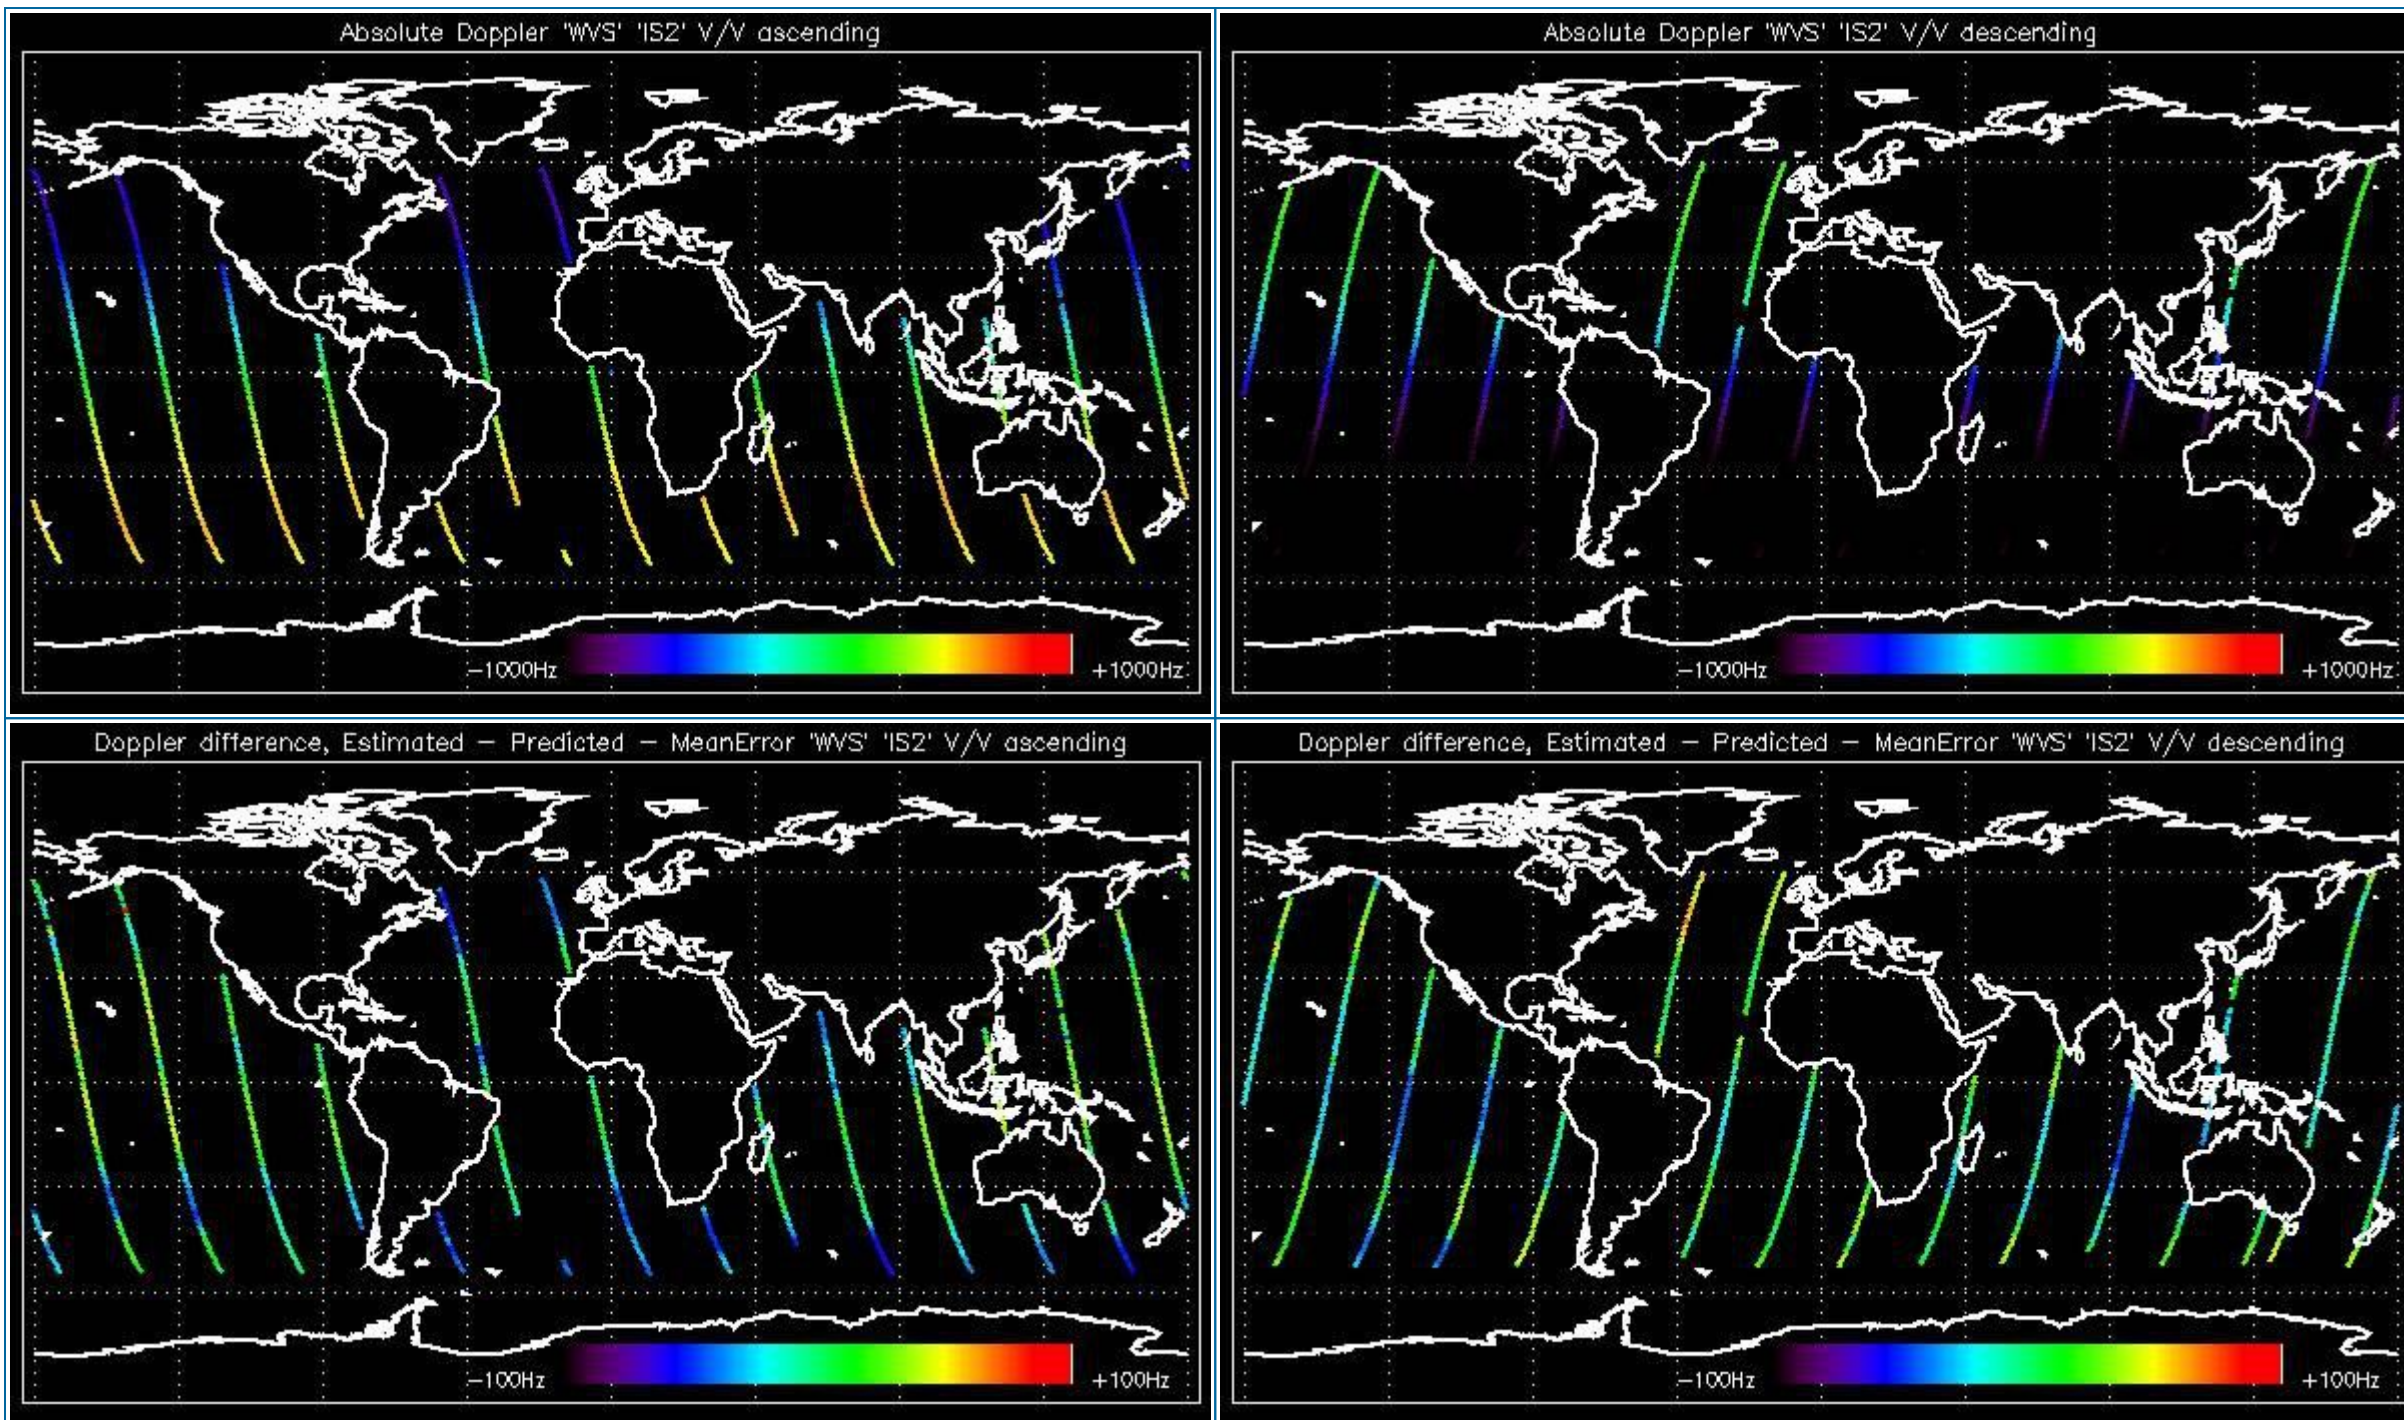 Absolute Doppler 'WVS' 'IS2' V/V ascending
−1000Hz
+1000Hz
Absolute Doppler 'WVS' 'IS2' V/V descending
−1000Hz
+1000Hz
Doppler difference, Estimated − Predicted − MeanError 'WVS' 'IS2' V/V ascending
−100Hz
+100Hz
Doppler difference, Estimated − Predicted − MeanError 'WVS' 'IS2' V/V descending
−100Hz
+100Hz